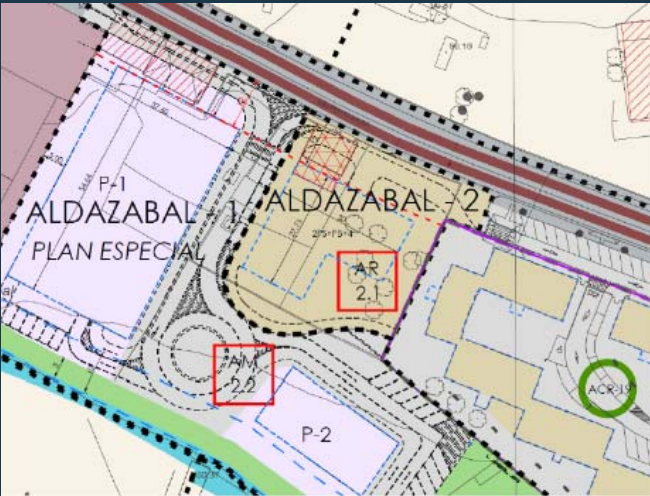 P-1
ALDAZABAL - 1
PLAN ESPECIAL
ALDAZABAL - 2
AR
2.1
AM
2.2
P-2
ACR-19